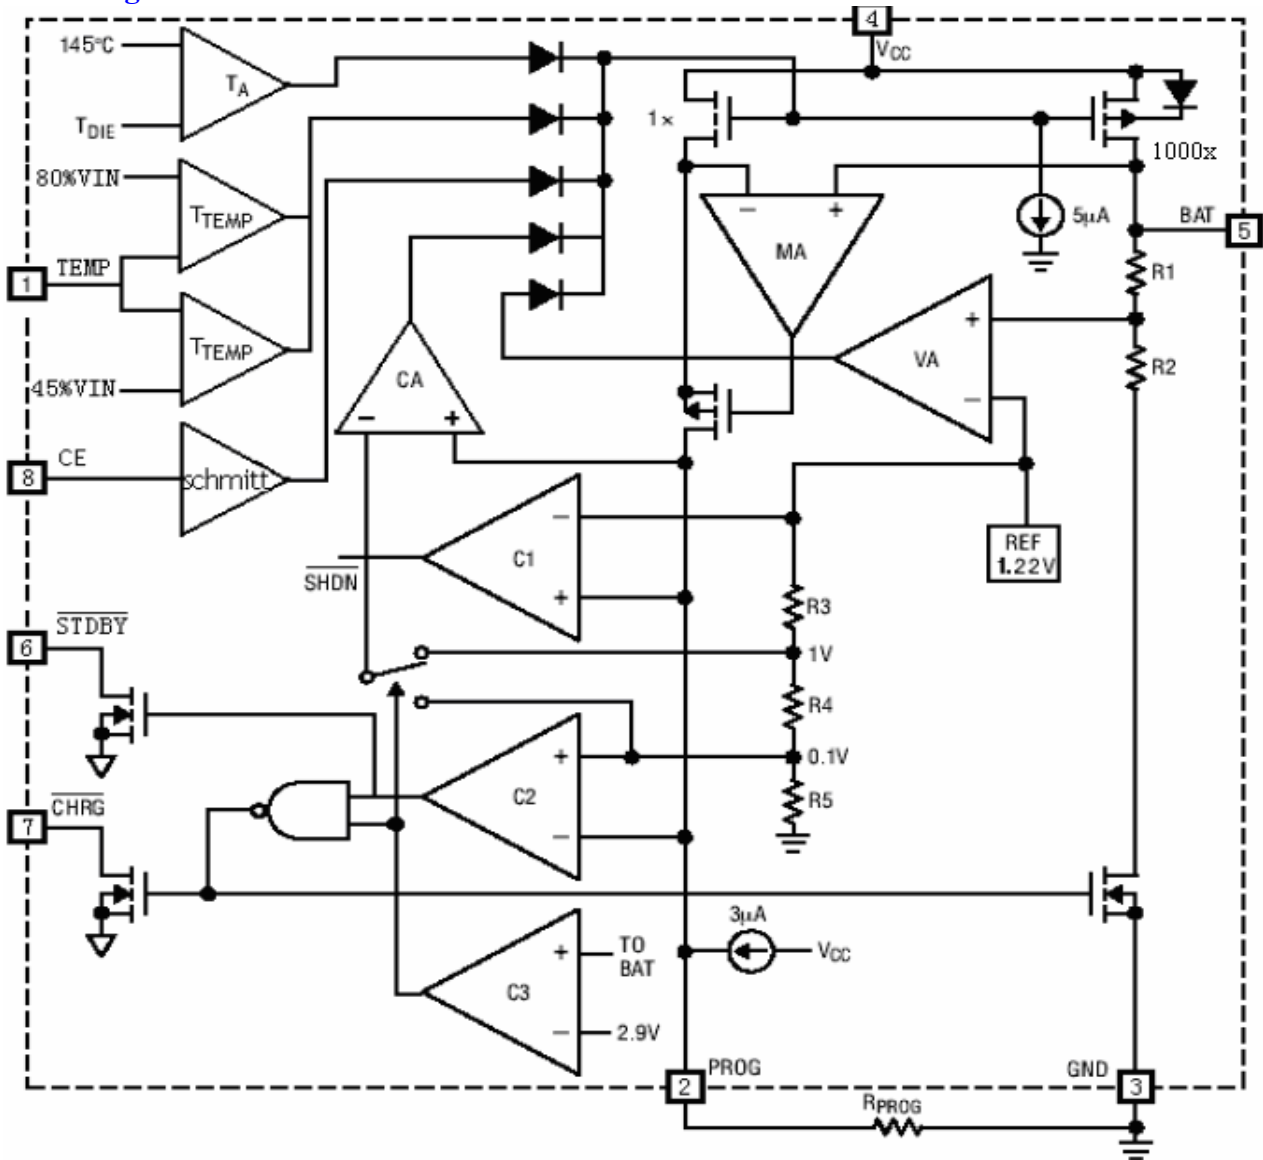 4
VCC
145°C
TA
TDIE
1×
1000x
80%VIN
TTEMP
−
+
MA
5μA
BAT
5
TEMP
1
R1
TTEMP
+
VA
R2
45%VIN
CA
−
+
−
CE
8
schmitt
−
C1
SHDN
+
REF
1.22V
R3
STDBY
6
1V
R4
+
0.1V
CHRG
7
C2
R5
−
3μA
+
TO
BAT
VCC
C3
−
2.9V
PROG
2
GND
3
RPROG